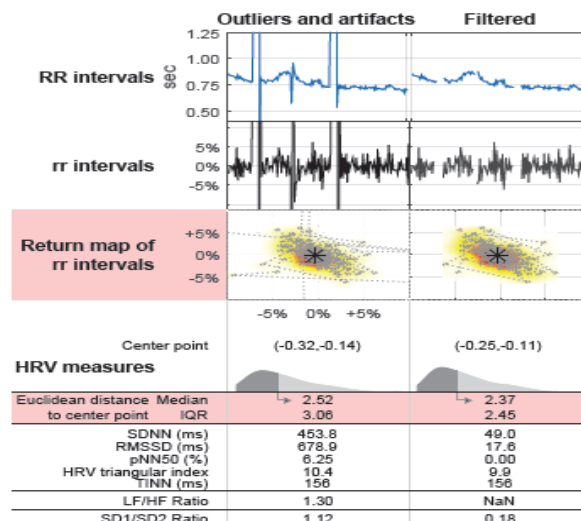 Outliers and artifacts Filtered
1.25
RR intervals sec 1.00
0.75
0.50
rr intervals 5%
0%
-5%
Return map of +5%
rr intervals 0%
-5%
-5% 0% +5%
Center point (-0.32,-0.14) (-0.25,-0.11)
HRV measures
Euclidean distance Median 2.52 2.37
to center point IQR 3.06 2.45
SDNN (ms) 453.8 49.0
RMSSD (ms) 678.9 17.6
pNN50 (%) 6.25 0.00
HRV triangular index 10.4 9.9
TINN (ms) 156 156
LF/HF Ratio 1.30 NaN
SD1/SD2 Ratio 1.12 0.18